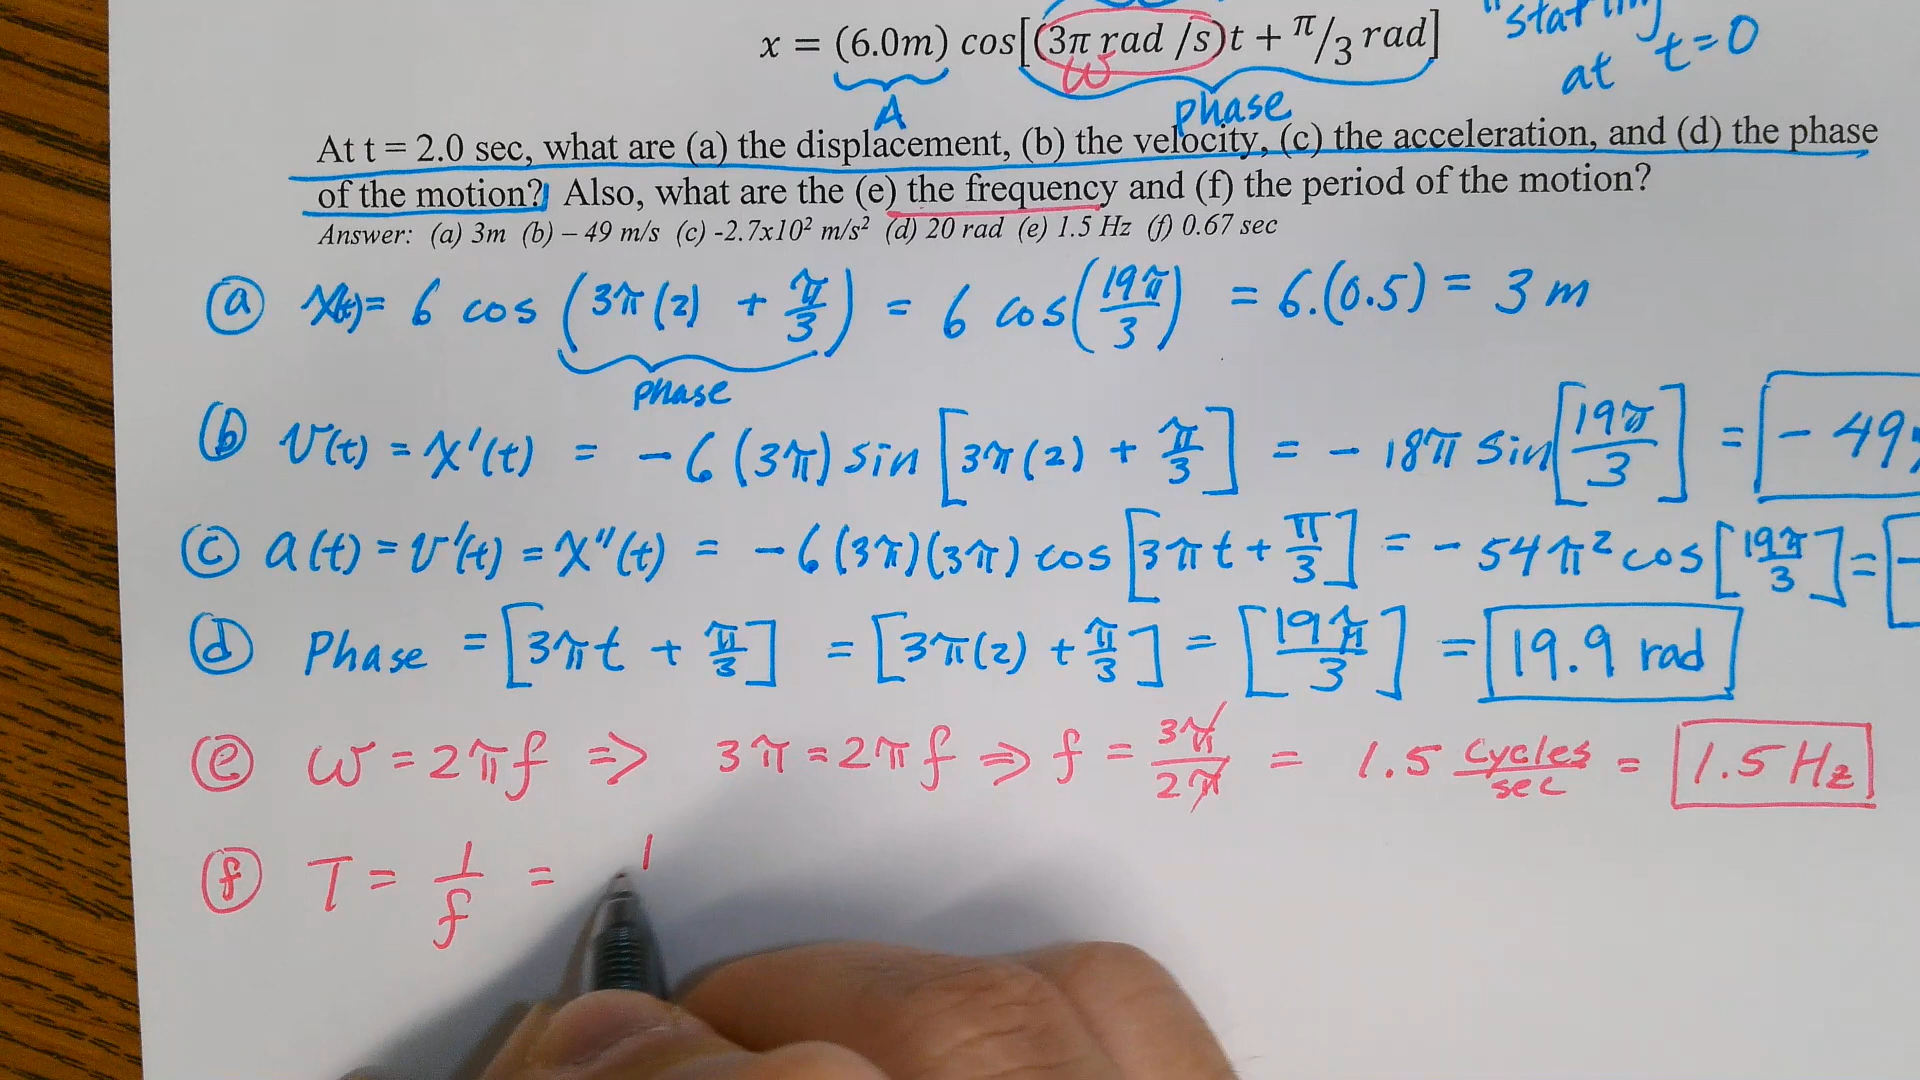 x = (6.0m) cos[(3π rad /s)t + π/3 rad]
"starting
at t=0
ω
A
phase
At t = 2.0 sec, what are (a) the displacement, (b) the velocity, (c) the acceleration, and (d) the phase
of the motion? Also, what are the (e) the frequency and (f) the period of the motion?
Answer: (a) 3m (b) – 49 m/s (c) -2.7x10² m/s² (d) 20 rad (e) 1.5 Hz (f) 0.67 sec
(a) x(t)= 6 cos (3π(2) + π/3) = 6 cos(19π/3) = 6.(0.5) = 3 m
phase
(b) v(t) = x'(t) = -6 (3π) sin [3π(2) + π/3] = - 18π sin[19π/3] = - 49
(c) a(t) = v'(t) = x"(t) = -6(3π)(3π) cos [3πt + π/3] = - 54π² cos [19π/3] = -
(d) Phase = [3πt + π/3] = [3π(2) + π/3] = [19π/3] = 19.9 rad
(e) ω = 2πf => 3π = 2πf => f = 3π/2π = 1.5 cycles/sec = 1.5 Hz
(f) T = 1/f = 1